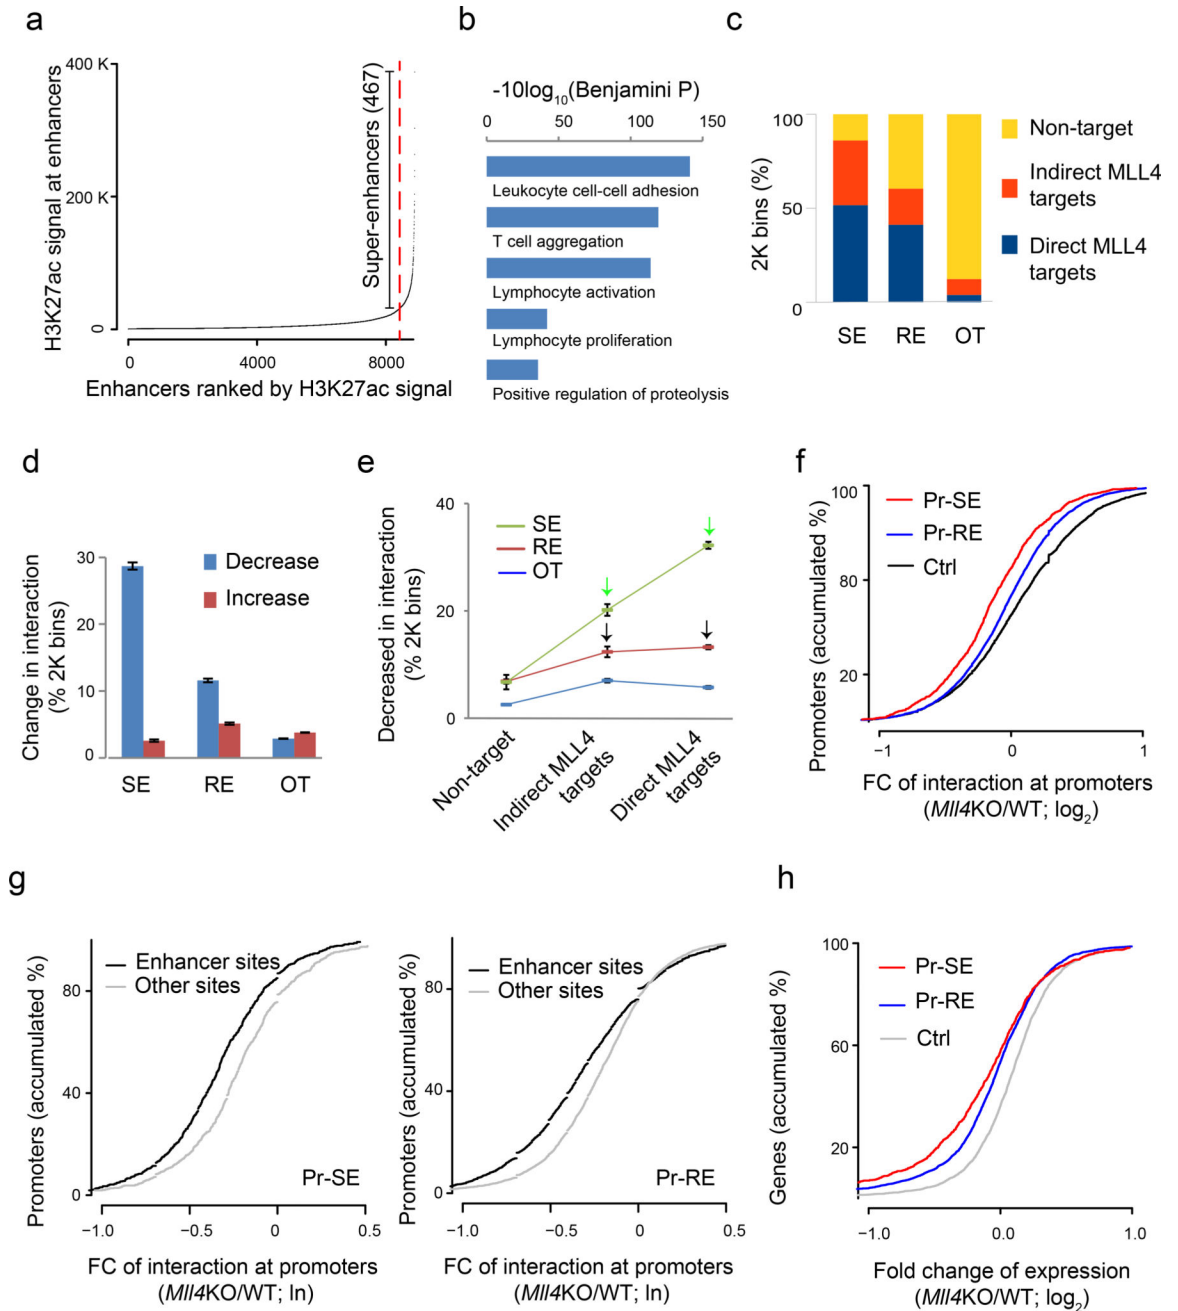 a
400 K
200 K
0
H3K27ac signal at enhancers
Super-enhancers (467)
0 4000 8000
Enhancers ranked by H3K27ac signal
b
-10log10(Benjamini P)
0 50 100 150
Leukocyte cell-cell adhesion
T cell aggregation
Lymphocyte activation
Lymphocyte proliferation
Positive regulation of proteolysis
c
100
50
0
2K bins (%)
SE RE OT
Non-target
Indirect MLL4
targets
Direct MLL4
targets
d
30
20
10
0
Change in interaction
(% 2K bins)
Decrease
Increase
SE RE OT
e
40
20
0
Decreased in interaction
(% 2K bins)
SE
RE
OT
Non-target
Indirect MLL4
targets
Direct MLL4
targets
f
100
80
20
Promoters (accumulated %)
Pr-SE
Pr-RE
Ctrl
−1 0 1
FC of interaction at promoters
(Mll4KO/WT; log2)
g
80
40
0
Promoters (accumulated %)
Enhancer sites
Other sites
Pr-SE
−1.0 −0.5 0 0.5
FC of interaction at promoters
(Mll4KO/WT; ln)
80
40
0
Promoters (accumulated %)
Enhancer sites
Other sites
Pr-RE
−1.0 −0.5 0 0.5
FC of interaction at promoters
(Mll4KO/WT; ln)
h
100
60
20
Genes (accumulated %)
Pr-SE
Pr-RE
Ctrl
−1.0 0.0 1.0
Fold change of expression
(Mll4KO/WT; log2)